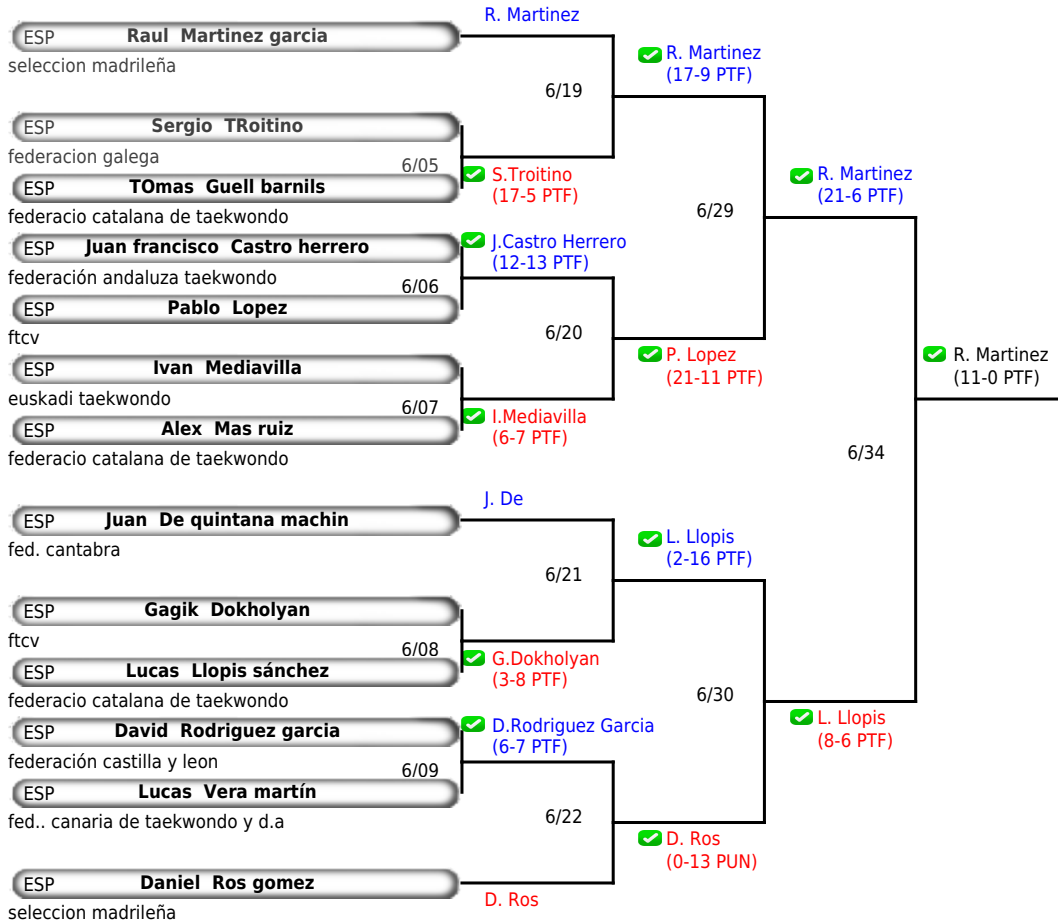 R. Martinez
ESP Raul Martinez garcia
seleccion madrileña
R. Martinez
(17-9 PTF)
6/19
ESP Sergio TRoitino
federacion galega
6/05
S.Troitino
(17-5 PTF)
ESP TOmas Guell barnils
federacio catalana de taekwondo
R. Martinez
(21-6 PTF)
6/29
ESP Juan francisco Castro herrero
federación andaluza taekwondo
J.Castro Herrero
(12-13 PTF)
6/06
ESP Pablo Lopez
ftcv
6/20
P. Lopez
(21-11 PTF)
R. Martinez
(11-0 PTF)
ESP Ivan Mediavilla
euskadi taekwondo
6/07
I.Mediavilla
(6-7 PTF)
ESP Alex Mas ruiz
federacio catalana de taekwondo
6/34
J. De
ESP Juan De quintana machin
fed. cantabra
L. Llopis
(2-16 PTF)
6/21
ESP Gagik Dokholyan
ftcv
6/08
G.Dokholyan
(3-8 PTF)
ESP Lucas Llopis sánchez
federacio catalana de taekwondo
6/30
L. Llopis
(8-6 PTF)
ESP David Rodriguez garcia
federación castilla y leon
D.Rodriguez Garcia
(6-7 PTF)
6/09
ESP Lucas Vera martín
fed.. canaria de taekwondo y d.a
6/22
D. Ros
(0-13 PUN)
ESP Daniel Ros gomez
seleccion madrileña
D. Ros